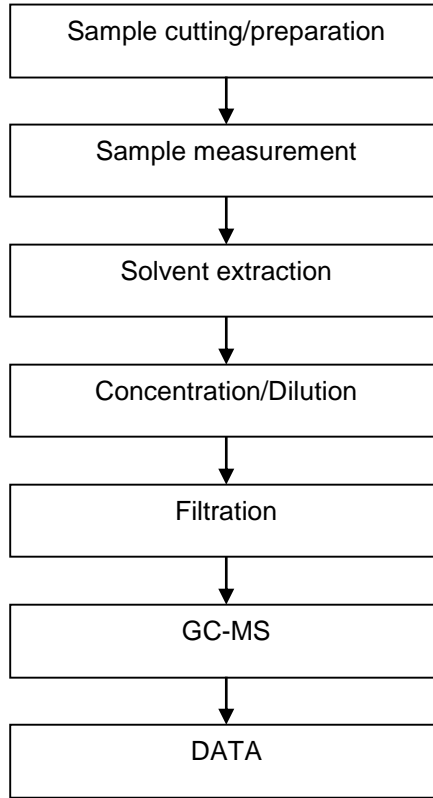 Sample cutting/preparation
Sample measurement
Solvent extraction
Concentration/Dilution
Filtration
GC-MS
DATA